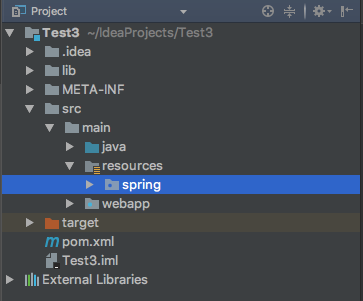 Project
Test3 ~/IdeaProjects/Test3
.idea
lib
META-INF
src
main
java
resources
spring
webapp
target
m pom.xml
Test3.iml
External Libraries